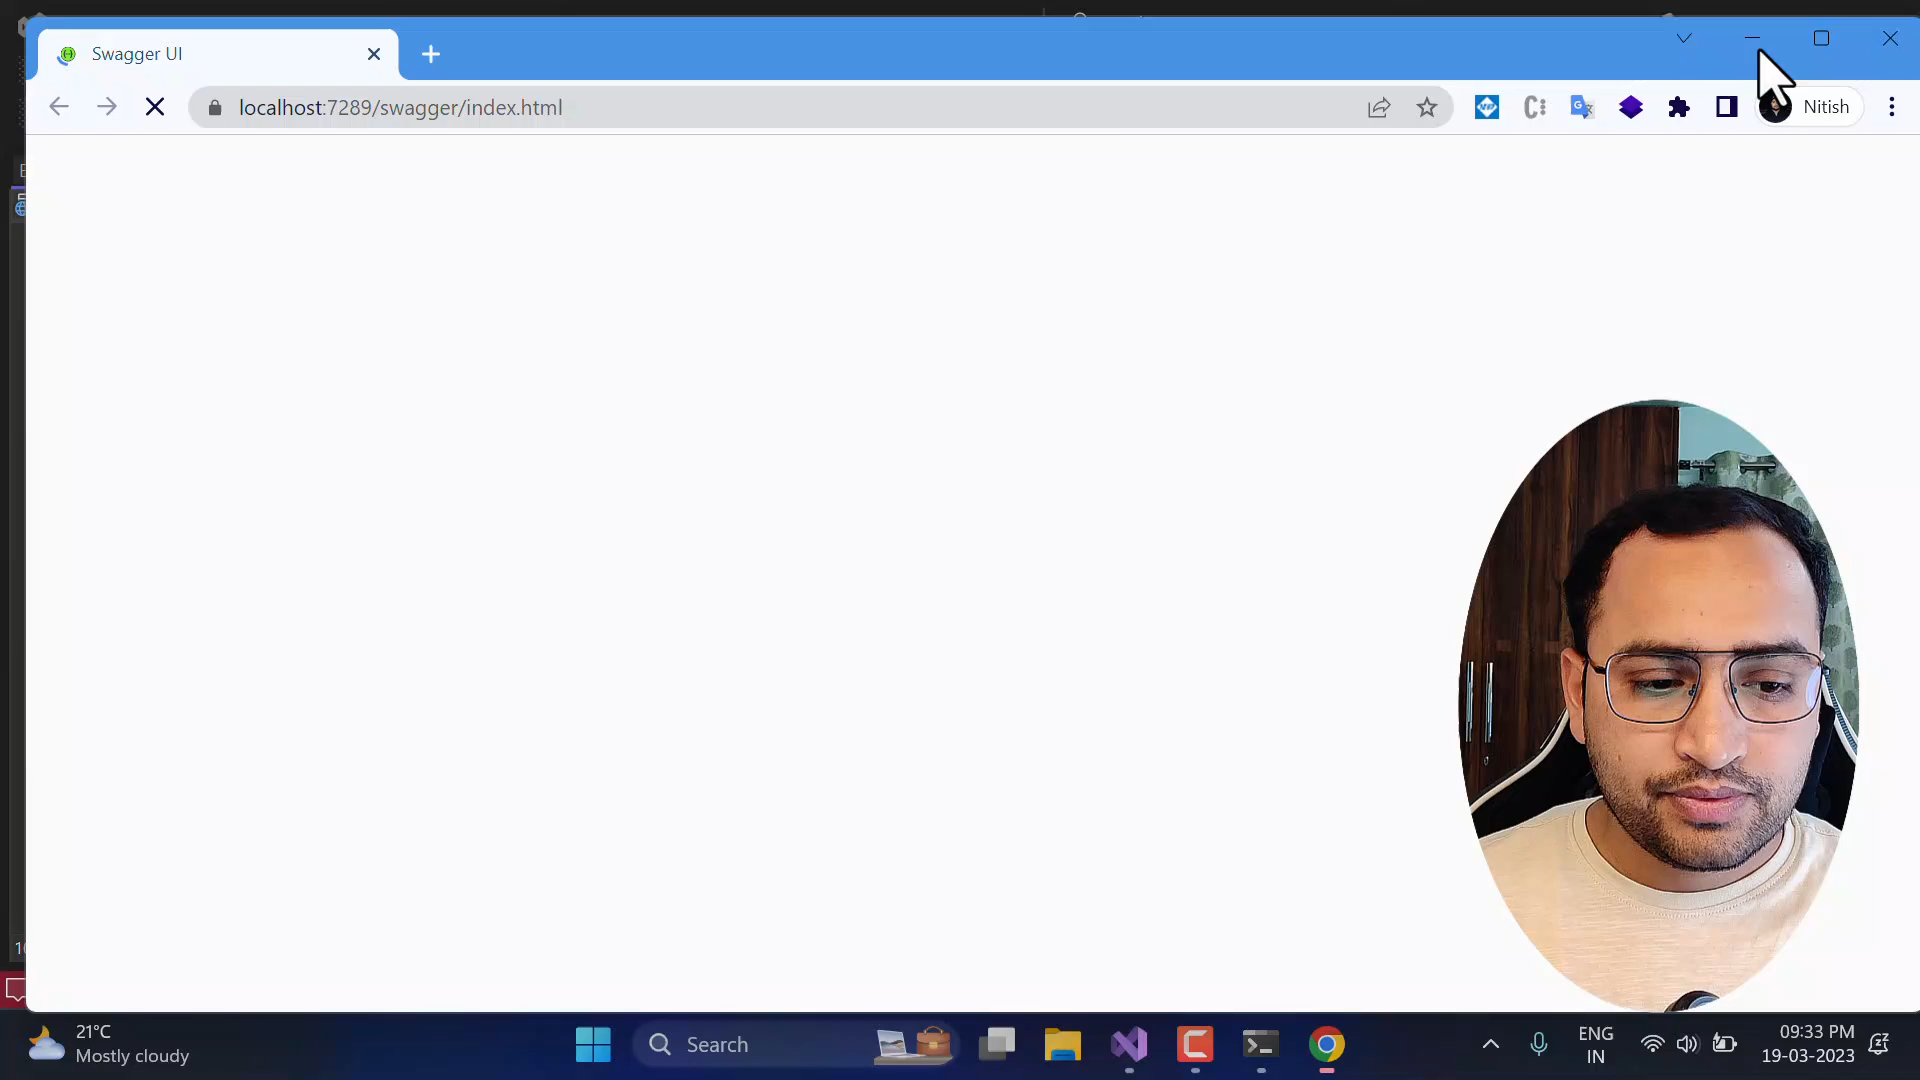 Swagger UI
localhost:7289/swagger/index.html
Nitish
21°C
Mostly cloudy
Search
ENG
IN
09:33 PM
19-03-2023